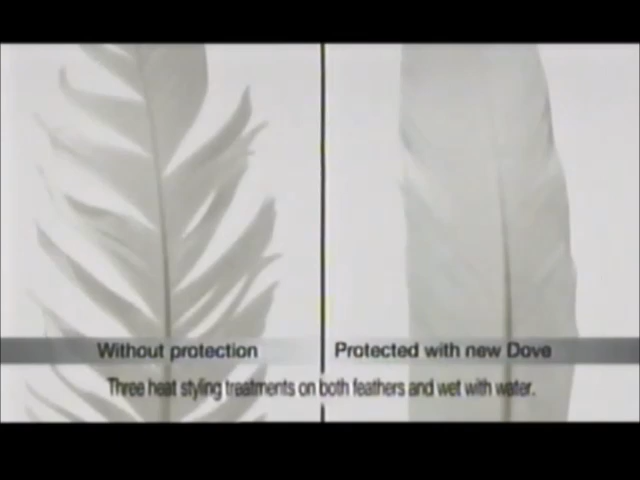 Without protection
Protected with new Dove
Three heat styling treatments on both feathers and wet with water.